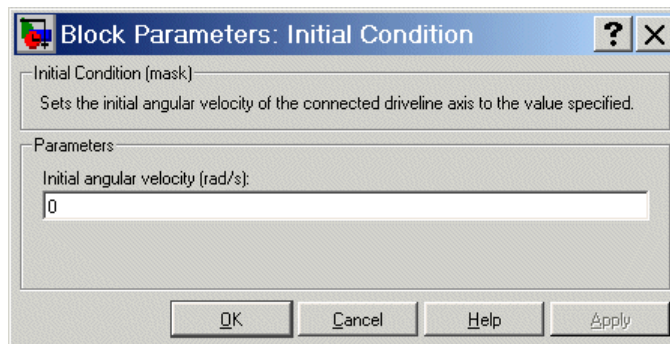 Block Parameters: Initial Condition
Initial Condition (mask)
Sets the initial angular velocity of the connected driveline axis to the value specified.
Parameters
Initial angular velocity (rad/s):
0
OK Cancel Help Apply